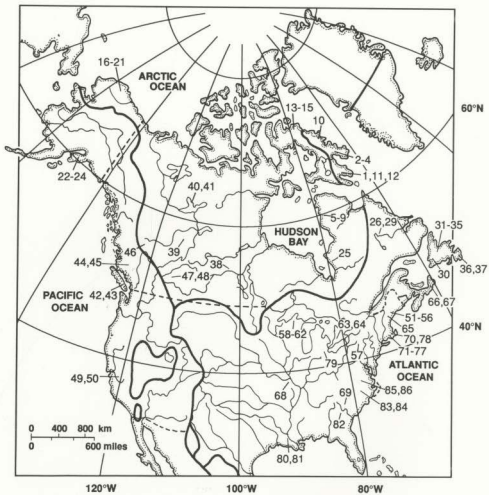 16-21
ARCTIC
OCEAN
13-15
10
60°N
2-4
1,11,12
22-24
40,41
5-9
26,29
31-35
HUDSON
BAY
46
39
38
25
44,45
47,48
30
36,37
PACIFIC
OCEAN
42,43
66,67
51-56
58-62
63,64
65
40°N
70,78
71-77
57
79
ATLANTIC
OCEAN
49,50
68
69
85,86
83,84
82
0 400 800 km
0 600 miles
80,81
120°W
100°W
80°W